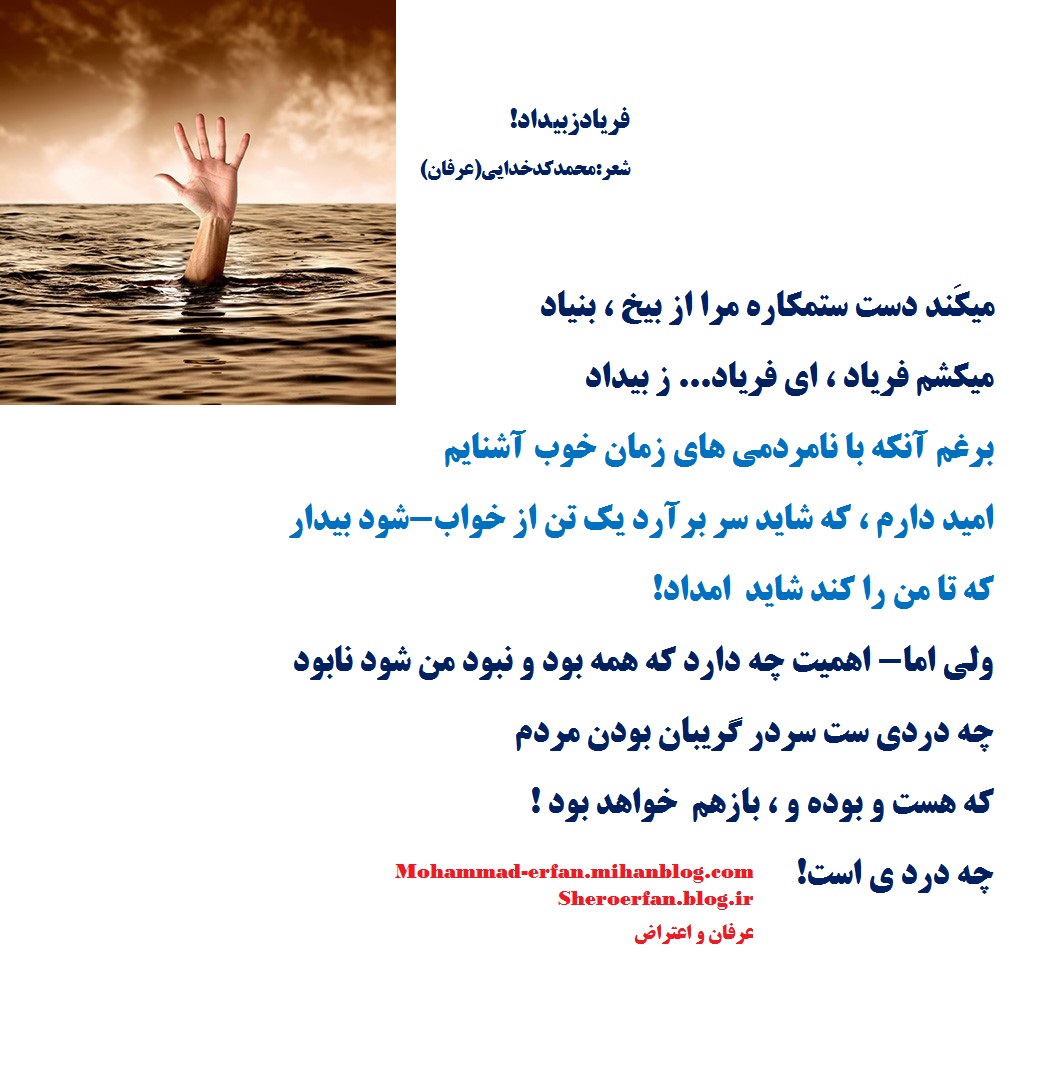 فریادزبیداد!
شعر:محمدکدخدایی(عرفان)
میکَند دست ستمکاره مرا از بیخ ، بنیاد
میکشم فریاد ، ای فریاد... ز بیداد
برغم آنکه با نامردمی های زمان خوب آشنایم
امید دارم ، که شاید سر برآرد یک تن از خواب-شود بیدار
که تا من را کند شاید امداد!
ولی اما- اهمیت چه دارد که همه بود و نبود من شود نابود
چه دردی ست سردر گریبان بودن مردم
که هست و بوده و ، بازهم خواهد بود !
چه درد ی است!
Mohammad-erfan.mihanblog.com
Sheroerfan.blog.ir
عرفان و اعتراض